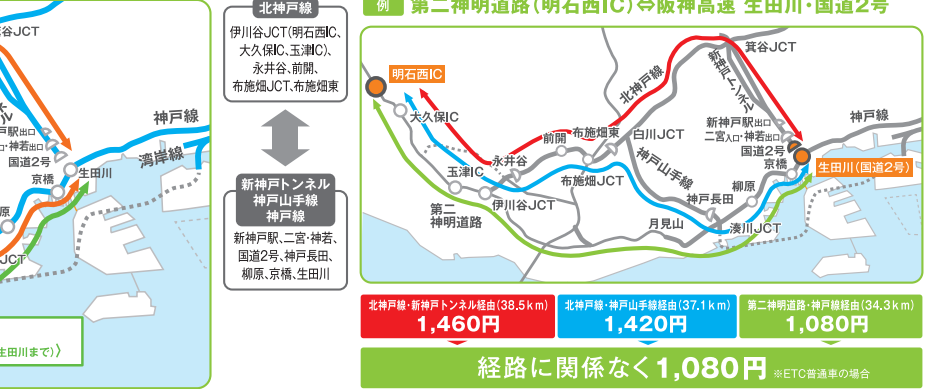 谷JCT
駅出口
・神若出口
国道2号
京橋
生田川
神戸線
湾岸線
原
JCT
生田川まで)〉
北神戸線
伊川谷JCT(明石西IC、
大久保IC、玉津IC)、
永井谷、前開、
布施畑JCT、布施畑東
新神戸トンネル
神戸山手線
神戸線
新神戸駅、二宮・神若、
国道2号、神戸長田、
柳原、京橋、生田川
例 第二神明道路(明石西IC)⇔阪神高速 生田川・国道2号
明石西IC
大久保IC
玉津IC
永井谷
伊川谷JCT
第二
神明道路
前開
布施畑東
布施畑JCT
北神戸線
白川JCT
神戸山手線
神戸長田
月見山
湊川JCT
柳原
箕谷JCT
新神戸トンネル
新神戸駅出口
二宮入口・神若出口
国道2号
京橋
神戸線
生田川(国道2号)
北神戸線・新神戸トンネル経由(38.5km)
1,460円
北神戸線・神戸山手線経由(37.1km)
1,420円
第二神明道路・神戸線経由(34.3km)
1,080円
経路に関係なく1,080円 ※ETC普通車の場合